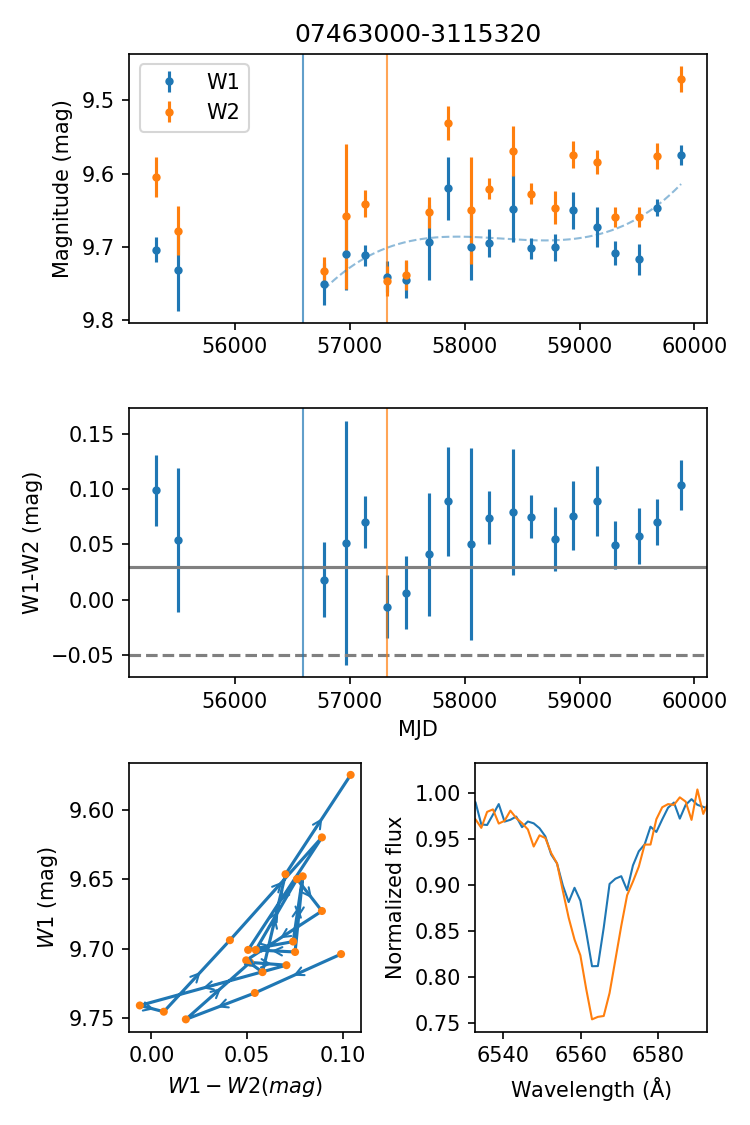 07463000-3115320
W1
W2
Magnitude (mag)
9.5
9.6
9.7
9.8
56000 57000 58000 59000 60000
W1-W2 (mag)
0.15
0.10
0.05
0.00
−0.05
56000 57000 58000 59000 60000
MJD
W1 (mag)
9.60
9.65
9.70
9.75
0.00 0.05 0.10
W1 − W2(mag)
Normalized flux
1.00
0.95
0.90
0.85
0.80
0.75
6540 6560 6580
Wavelength (Å)